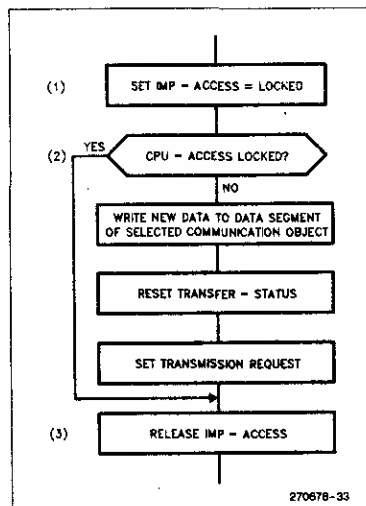 (1) SET IMP - ACCESS = LOCKED
(2) YES CPU - ACCESS LOCKED?
NO
WRITE NEW DATA TO DATA SEGMENT
OF SELECTED COMMUNICATION OBJECT
RESET TRANSFER - STATUS
SET TRANSMISSION REQUEST
(3) RELEASE IMP - ACCESS
270678-33